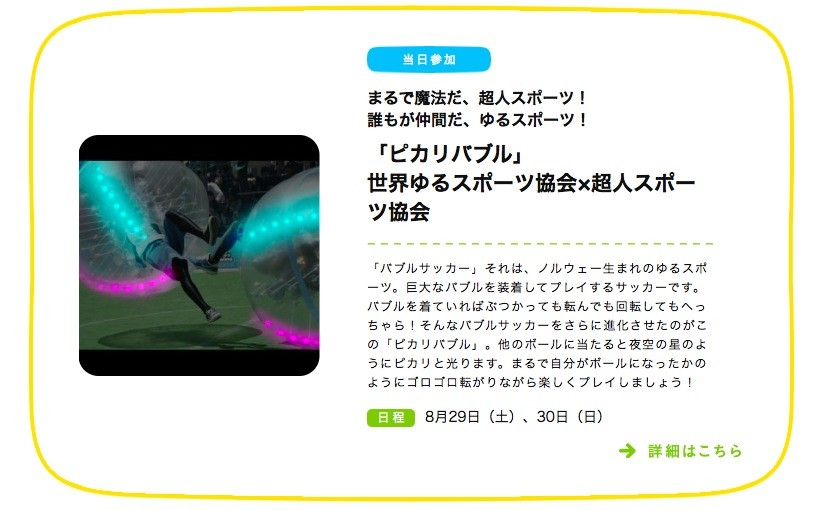 当日参加
まるで魔法だ、超人スポーツ！
誰もが仲間だ、ゆるスポーツ！
「ピカリバブル」
世界ゆるスポーツ協会×超人スポー
ツ協会
「バブルサッカー」それは、ノルウェー生まれのゆるスポ
ーツ。巨大なバブルを装着してプレイするサッカーです。
バブルを着ていればぶつかっても転んでも回転してもへっ
ちゃら！そんなバブルサッカーをさらに進化させたのがこ
の「ピカリバブル」。他のボールに当たると夜空の星のよ
うにピカリと光ります。まるで自分がボールになったかの
ようにゴロゴロ転がりながら楽しくプレイしましょう！
日程 8月29日（土）、30日（日）
詳細はこちら